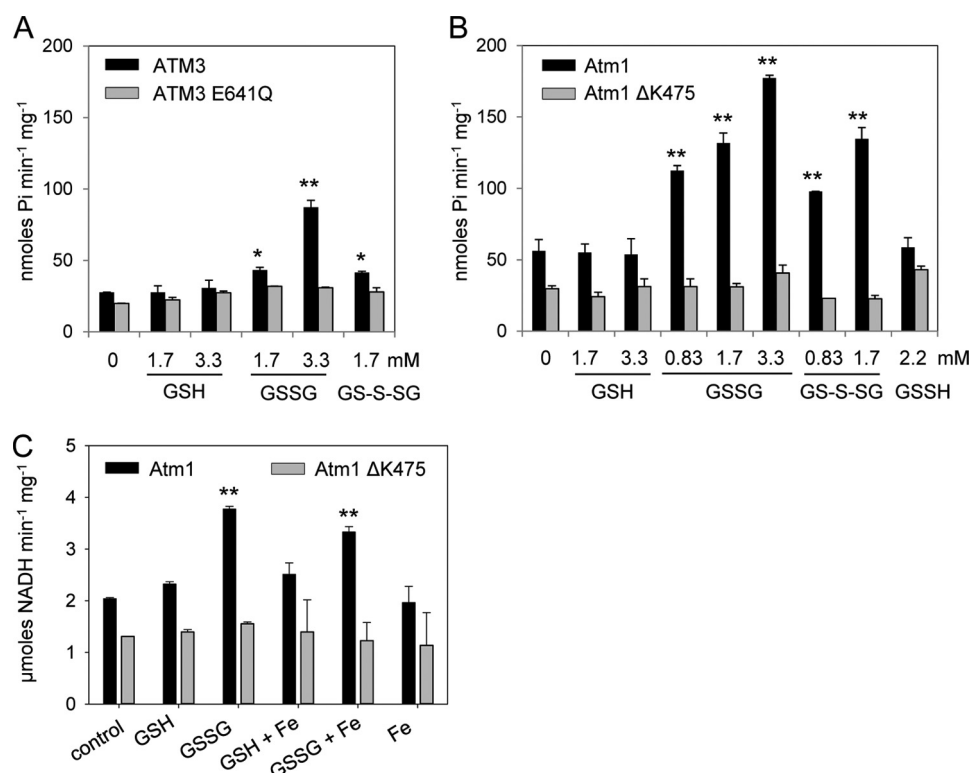 A
200
150
100
50
0
nmoles Pi min-1 mg-1
ATM3
ATM3 E641Q
*
**
*
0 1.7 3.3 1.7 3.3 1.7 mM
GSH GSSG GS-S-SG
B
200
150
100
50
0
nmoles Pi min-1 mg-1
Atm1
Atm1 ΔK475
**
**
**
**
**
0 1.7 3.3 0.83 1.7 3.3 0.83 1.7 2.2 mM
GSH GSSG GS-S-SG GSSH
C
5
4
3
2
1
0
μmoles NADH min-1 mg-1
Atm1 Atm1 ΔK475
** **
control GSH GSSG GSH + Fe GSSG + Fe Fe